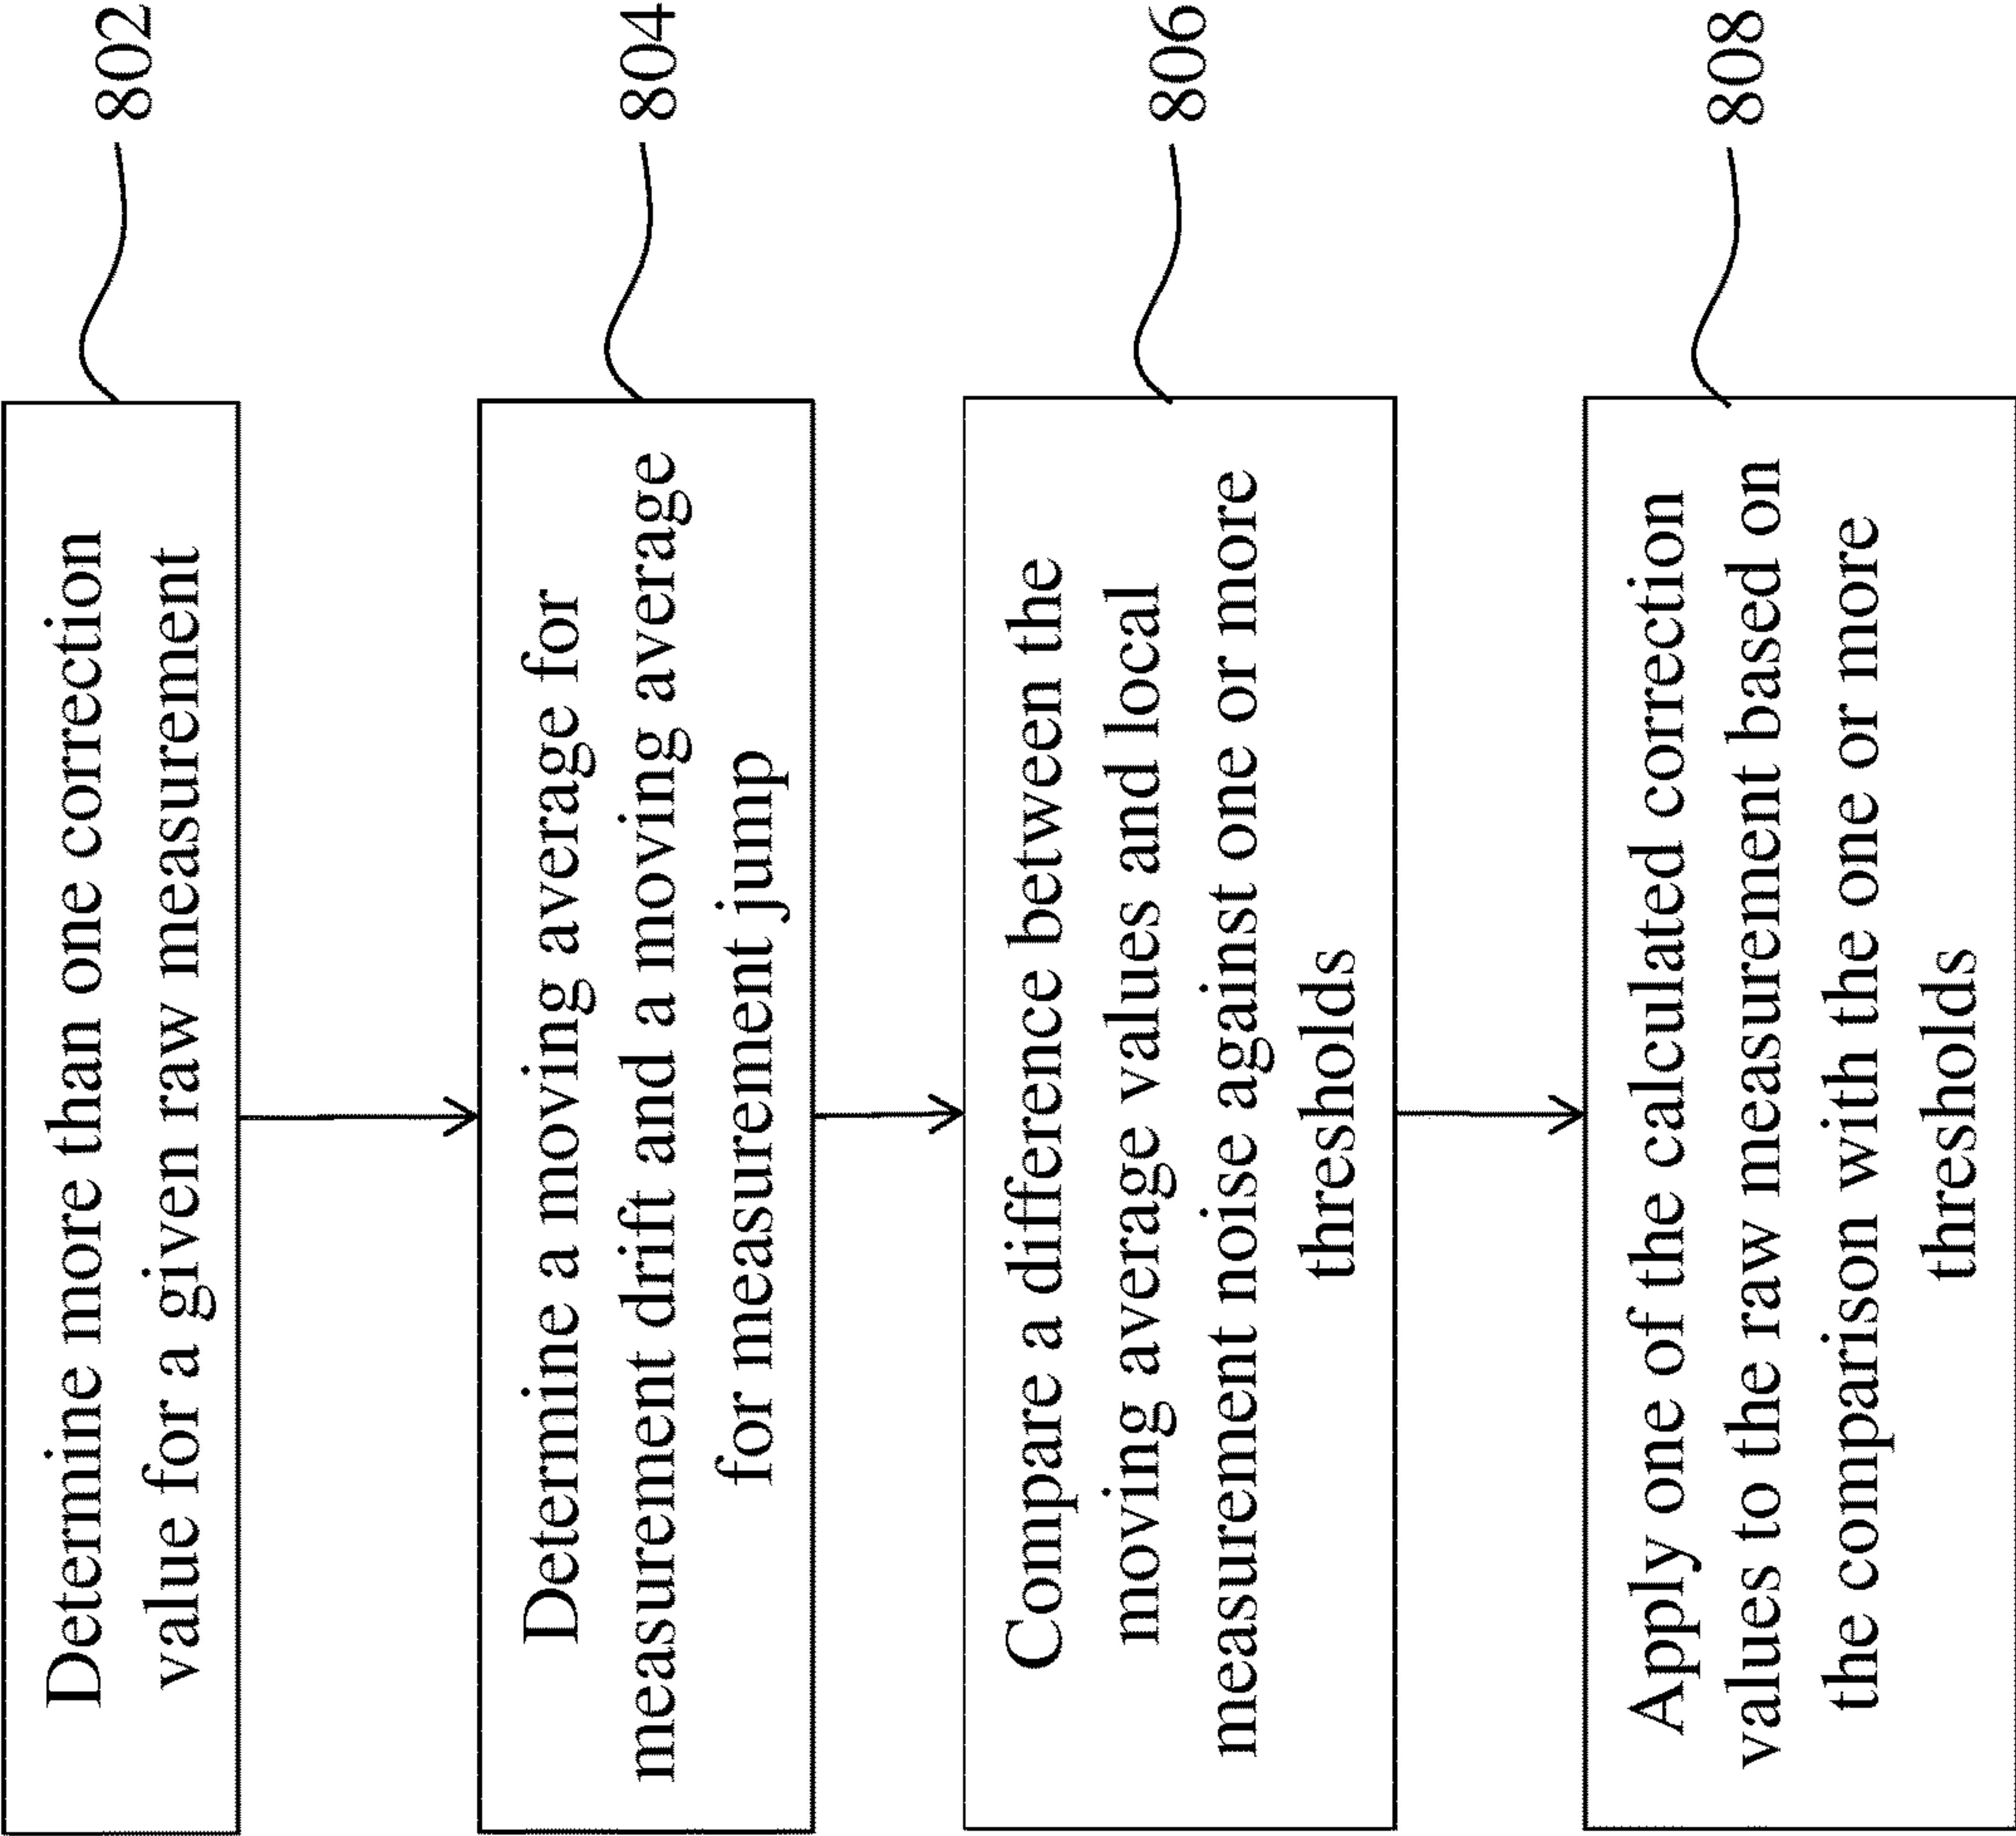 Determine more than one correction
value for a given raw measurement
802
Determine a moving average for
measurement drift and a moving average
for measurement jump
804
Compare a difference between the
moving average values and local
measurement noise against one or more
thresholds
806
Apply one of the calculated correction
values to the raw measurement based on
the comparison with the one or more
thresholds
808